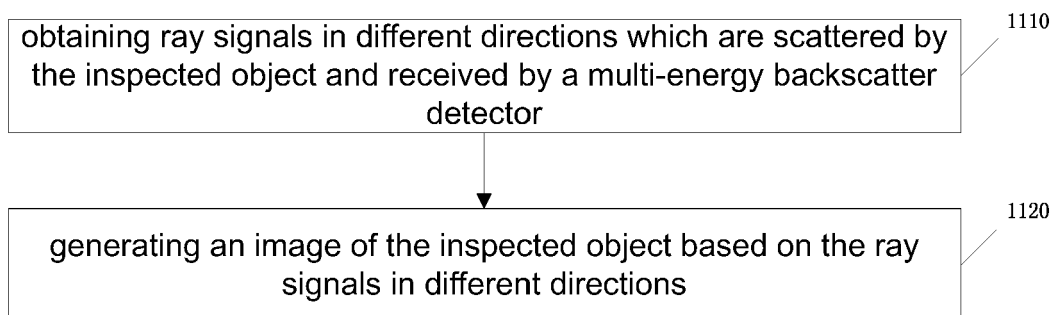 1110
obtaining ray signals in different directions which are scattered by
the inspected object and received by a multi-energy backscatter
detector
1120
generating an image of the inspected object based on the ray
signals in different directions